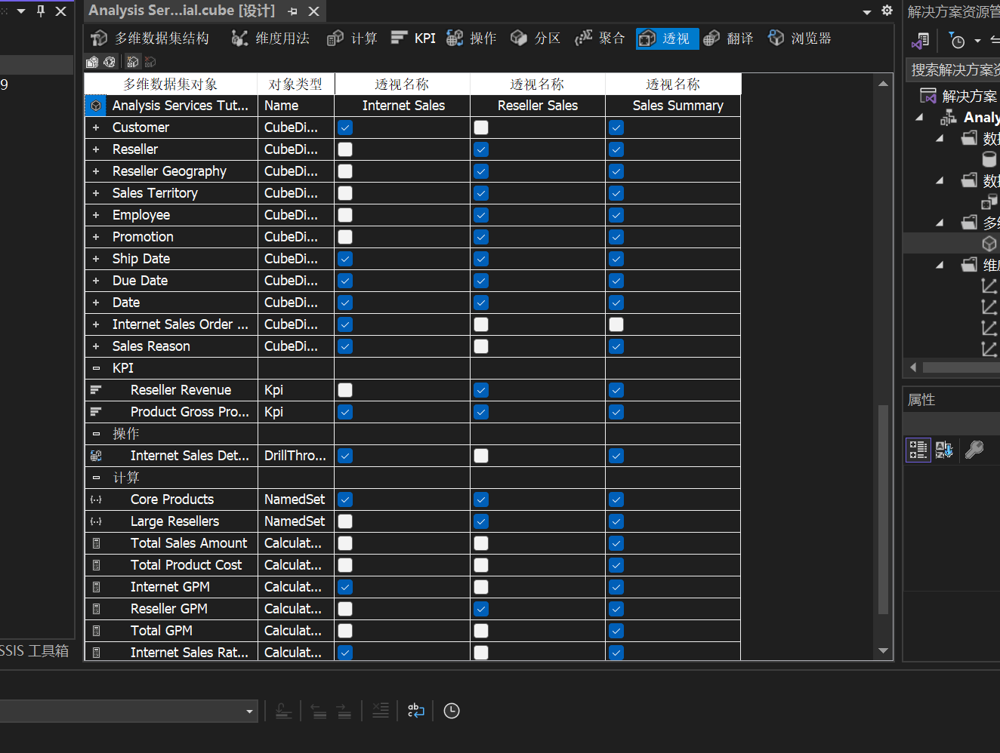 Analysis Ser...ial.cube [设计]
解决方案资源管
多维数据集结构 维度用法 计算 KPI 操作 分区 聚合 透视 翻译 浏览器
搜索解决方案资
9
解决方案
Analy
数据
数据
多维
维度
多维数据集对象 对象类型 透视名称 透视名称 透视名称
Analysis Services Tut... Name Internet Sales Reseller Sales Sales Summary
Customer CubeDi...
Reseller CubeDi...
Reseller Geography CubeDi...
Sales Territory CubeDi...
Employee CubeDi...
Promotion CubeDi...
Ship Date CubeDi...
Due Date CubeDi...
Date CubeDi...
Internet Sales Order ... CubeDi...
Sales Reason CubeDi...
KPI
Reseller Revenue Kpi
Product Gross Pro... Kpi
操作
Internet Sales Det... DrillThro...
计算
Core Products NamedSet
Large Resellers NamedSet
Total Sales Amount Calculat...
Total Product Cost Calculat...
Internet GPM Calculat...
Reseller GPM Calculat...
Total GPM Calculat...
Internet Sales Rat... Calculat...
属性
SSIS 工具箱